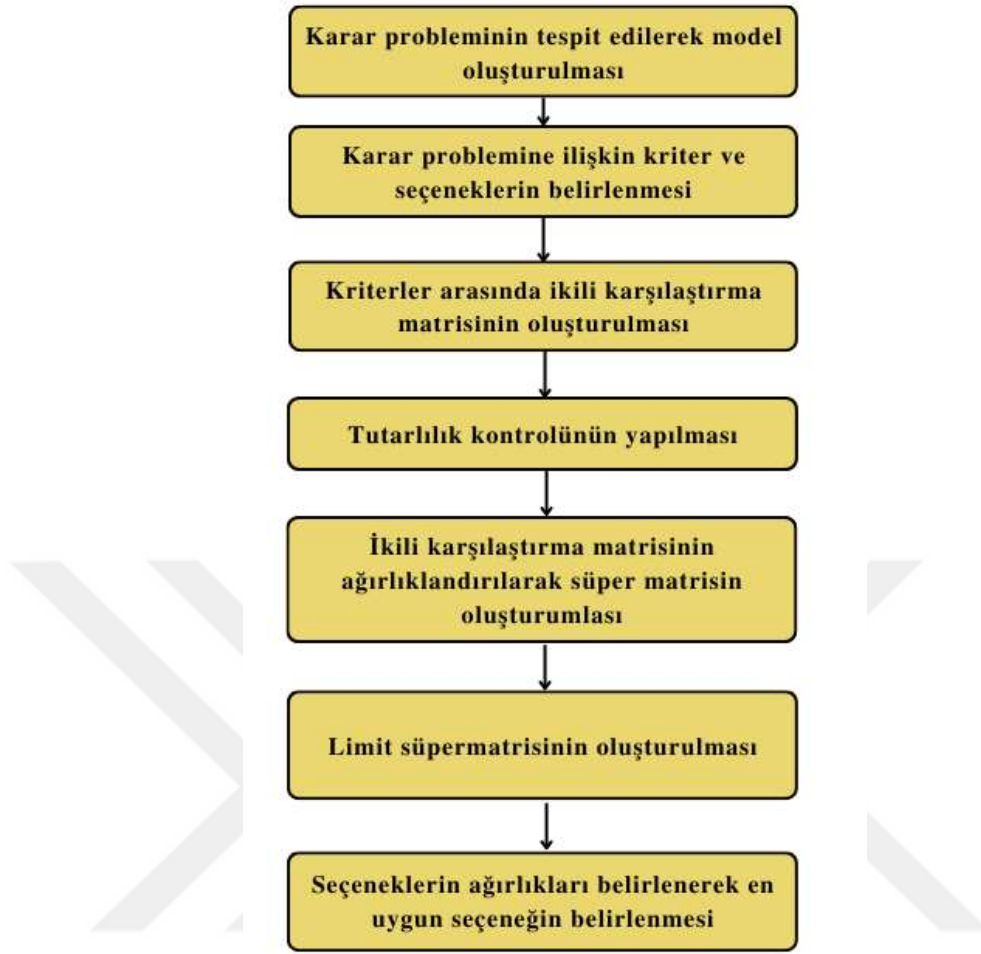 Karar probleminin tespit edilerek model
oluşturulması
Karar problemine ilişkin kriter ve
seçeneklerin belirlenmesi
Kriterler arasında ikili karşılaştırma
matrisinin oluşturulması
Tutarlılık kontrolünün yapılması
İkili karşılaştırma matrisinin
ağırlıklandırılarak süper matrisin
oluşturumlası
Limit süpermatrisinin oluşturulması
Seçeneklerin ağırlıkları belirlenerek en
uygun seçeneğin belirlenmesi